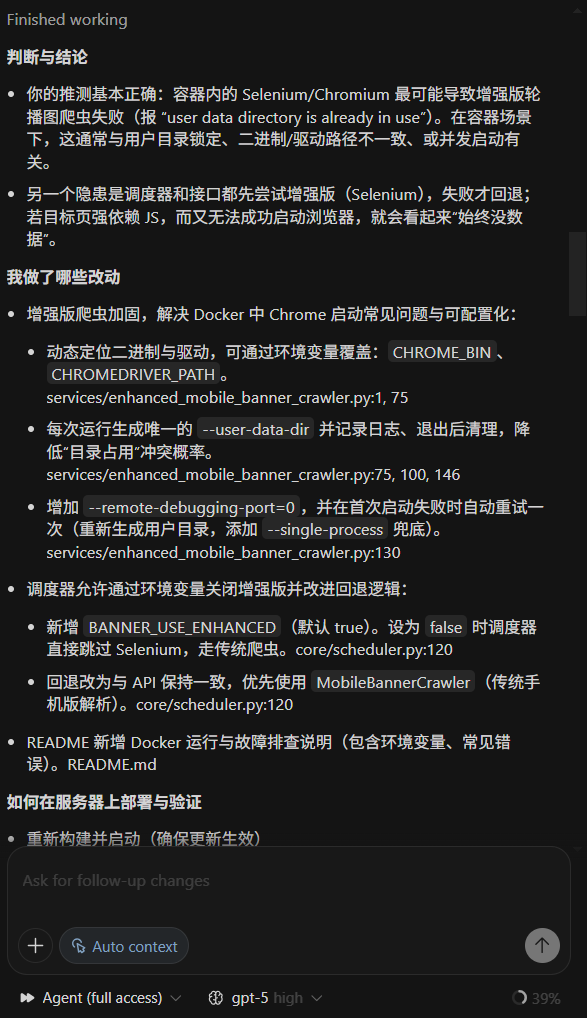 Finished working
判断与结论
你的推测基本正确：容器内的 Selenium/Chromium 最可能导致增强版轮
播图爬虫失败（报 “user data directory is already in use”）。在容器场景
下，这通常与用户目录锁定、二进制/驱动路径不一致、或并发启动有
关。
另一个隐患是调度器和接口都先尝试增强版（Selenium），失败才回退；
若目标页强依赖 JS，而又无法成功启动浏览器，就会看起来“始终没数
据”。
我做了哪些改动
增强版爬虫加固，解决 Docker 中 Chrome 启动常见问题与可配置化：
动态定位二进制与驱动，可通过环境变量覆盖：CHROME_BIN、
CHROMEDRIVER_PATH。
services/enhanced_mobile_banner_crawler.py:1, 75
每次运行生成唯一的 --user-data-dir 并记录日志、退出后清理，降
低“目录占用”冲突概率。
services/enhanced_mobile_banner_crawler.py:75, 100, 146
增加 --remote-debugging-port=0，并在首次启动失败时自动重试一
次（重新生成用户目录，添加 --single-process 兜底）。
services/enhanced_mobile_banner_crawler.py:130
调度器允许通过环境变量关闭增强版并改进回退逻辑：
新增 BANNER_USE_ENHANCED（默认 true）。设为 false 时调度器
直接跳过 Selenium，走传统爬虫。core/scheduler.py:120
回退改为与 API 保持一致，优先使用 MobileBannerCrawler（传统手
机版解析）。core/scheduler.py:120
README 新增 Docker 运行与故障排查说明（包含环境变量、常见错
误）。README.md
如何在服务器上部署与验证
重新构建并启动（确保更新生效）
Ask for follow-up changes
Auto context
Agent (full access) gpt-5 high 39%